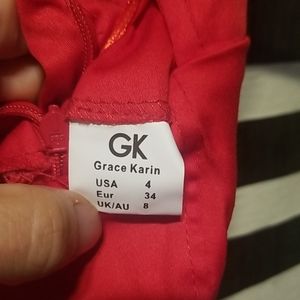 GK
Grace Karin
USA 4
Eur 34
UK/AU 8